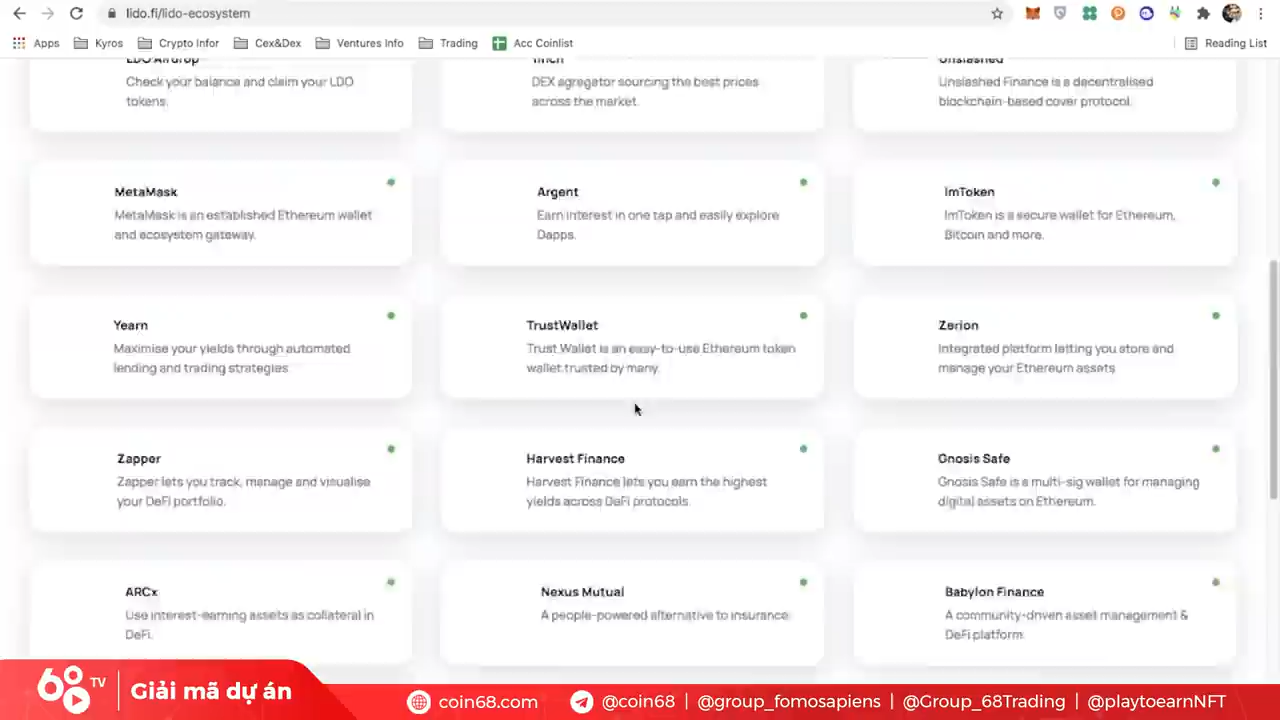 lido.fi/lido-ecosystem
Apps Kyros Crypto Infor Cex&Dex Ventures Info Trading Acc Coinlist Reading List
LDO Airdrop
Check your balance and claim your LDO
tokens.
1inch
DEX agregator sourcing the best prices
across the market.
Unslashed
Unslashed Finance is a decentralised
blockchain-based cover protocol.
MetaMask
MetaMask is an established Ethereum wallet
and ecosystem gateway.
Argent
Earn interest in one tap and easily explore
Dapps.
ImToken
ImToken is a secure wallet for Ethereum,
Bitcoin and more.
Yearn
Maximise your yields through automated
lending and trading strategies
TrustWallet
Trust Wallet is an easy-to-use Ethereum token
wallet trusted by many.
Zerion
Integrated platform letting you store and
manage your Ethereum assets
Zapper
Zapper lets you track, manage and visualise
your DeFi portfolio.
Harvest Finance
Harvest Finance lets you earn the highest
yields across DeFi protocols.
Gnosis Safe
Gnosis Safe is a multi-sig wallet for managing
digital assets on Ethereum.
ARCx
Use interest-earning assets as collateral in
DeFi.
Nexus Mutual
A people-powered alternative to insurance
Babylon Finance
A community-driven asset management &
DeFi platform
68 TV Giải mã dự án
coin68.com @coin68 | @group_fomosapiens | @Group_68Trading | @playtoearnNFT